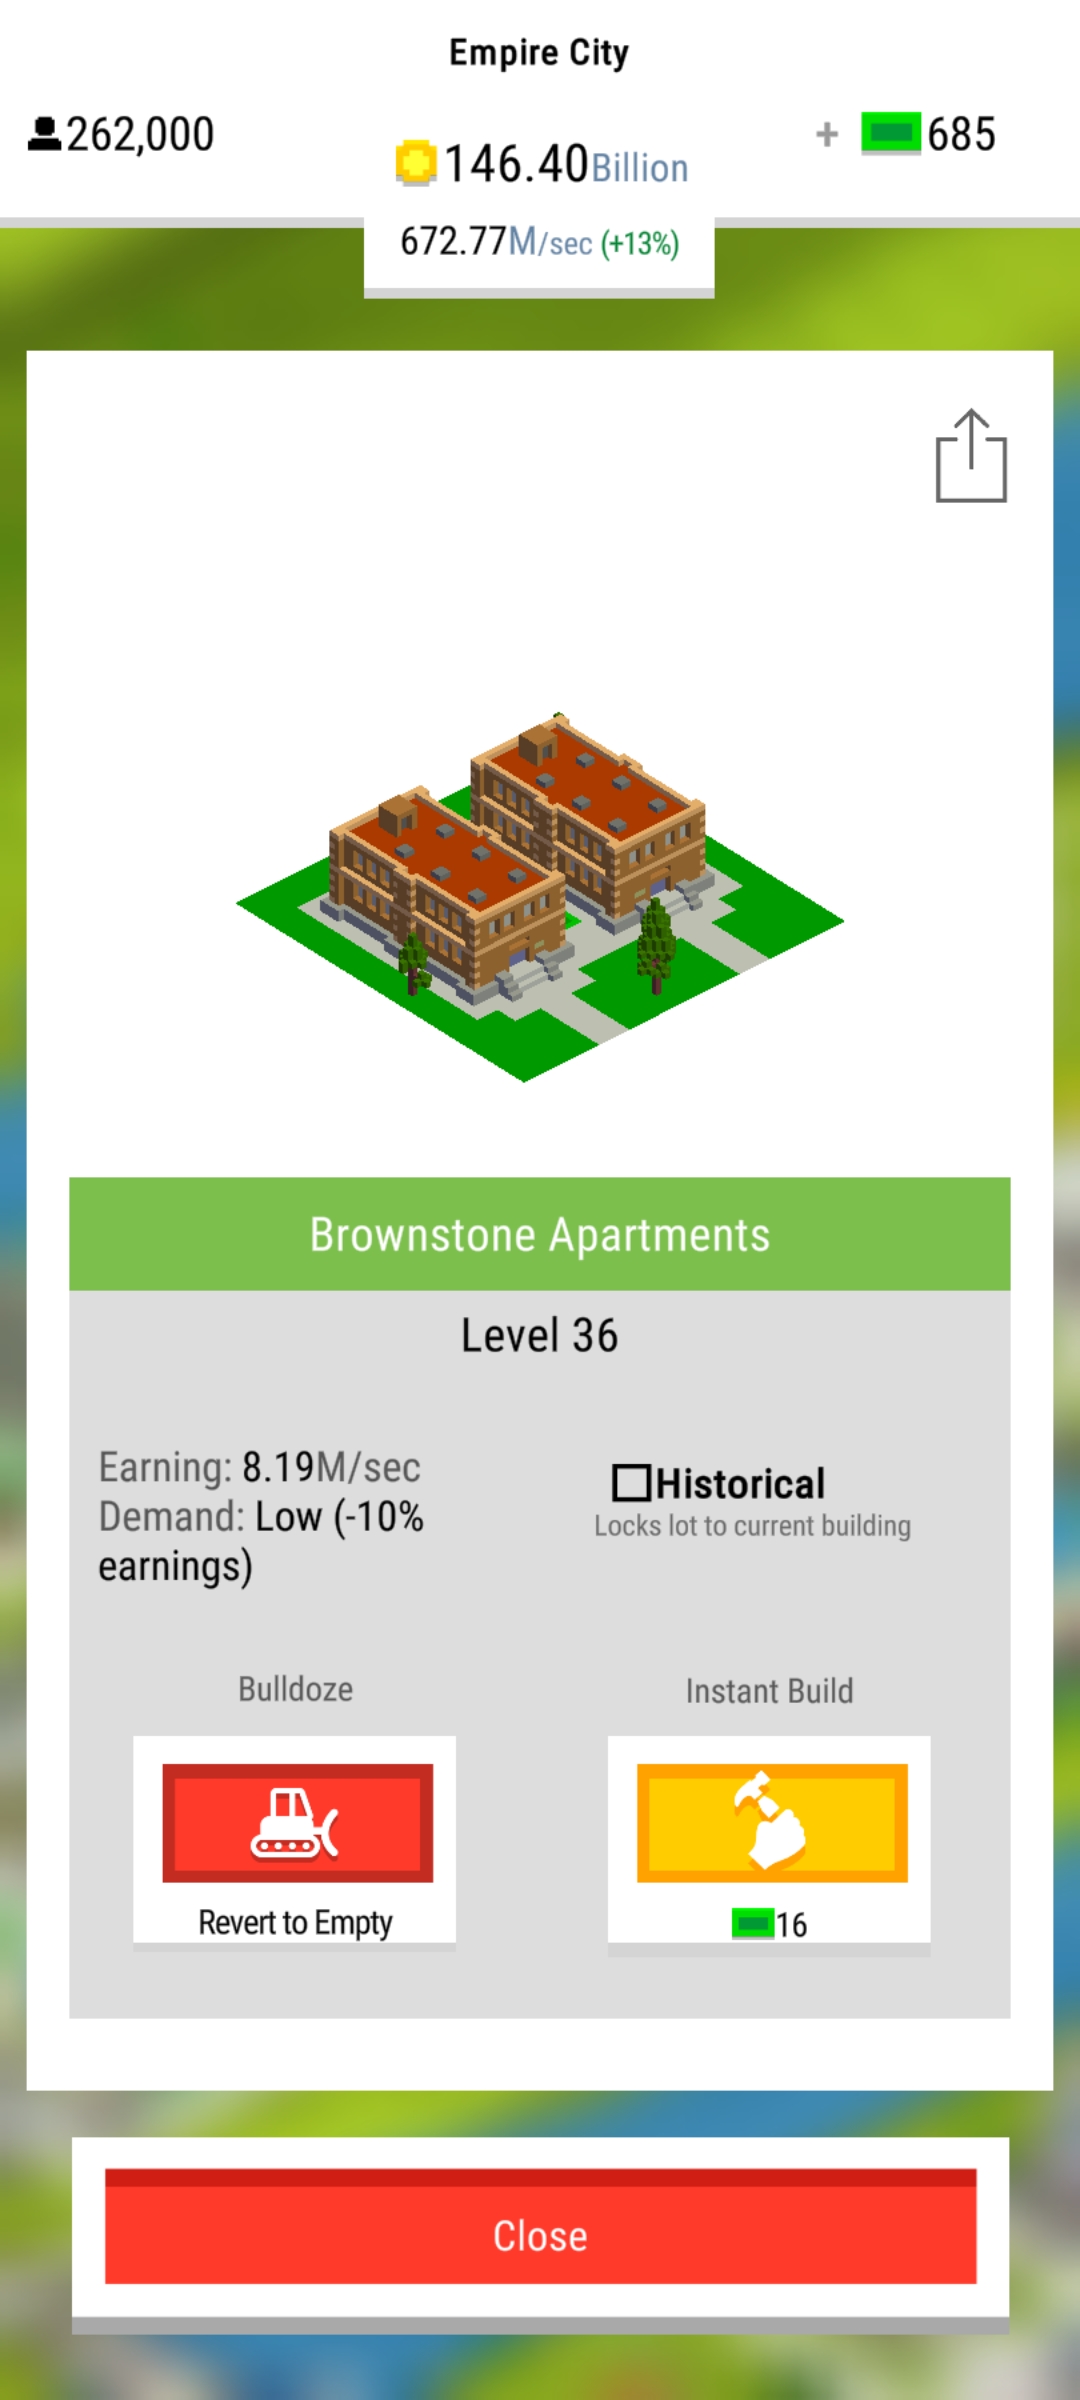 Empire City
262,000
146.40Billion
+ 685
672.77M/sec (+13%)
Brownstone Apartments
Level 36
Earning: 8.19M/sec
Demand: Low (-10%
earnings)
Historical
Locks lot to current building
Bulldoze
Instant Build
Revert to Empty
16
Close